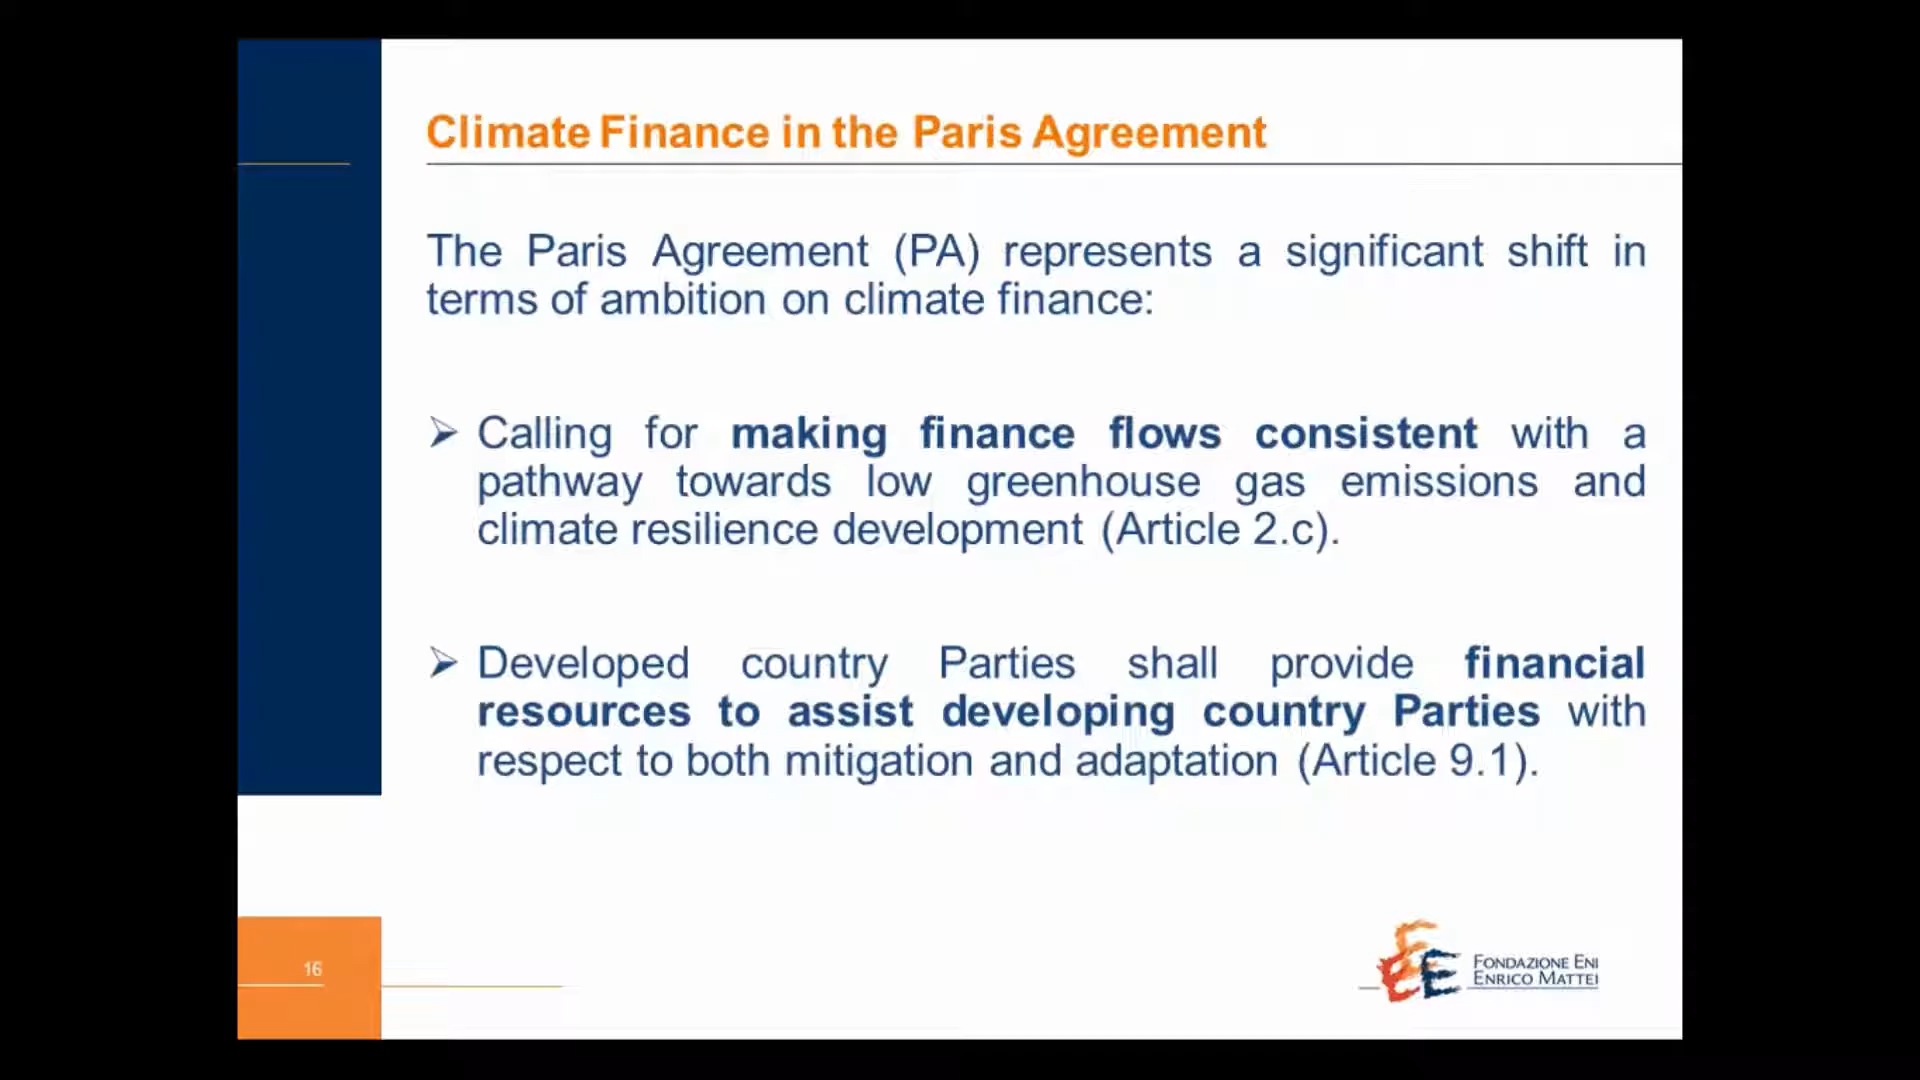 Climate Finance in the Paris Agreement
The Paris Agreement (PA) represents a significant shift in
terms of ambition on climate finance:
➢ Calling for making finance flows consistent with a
pathway towards low greenhouse gas emissions and
climate resilience development (Article 2.c).
➢ Developed country Parties shall provide financial
resources to assist developing country Parties with
respect to both mitigation and adaptation (Article 9.1).
16
FONDAZIONE ENI
ENRICO MATTEI